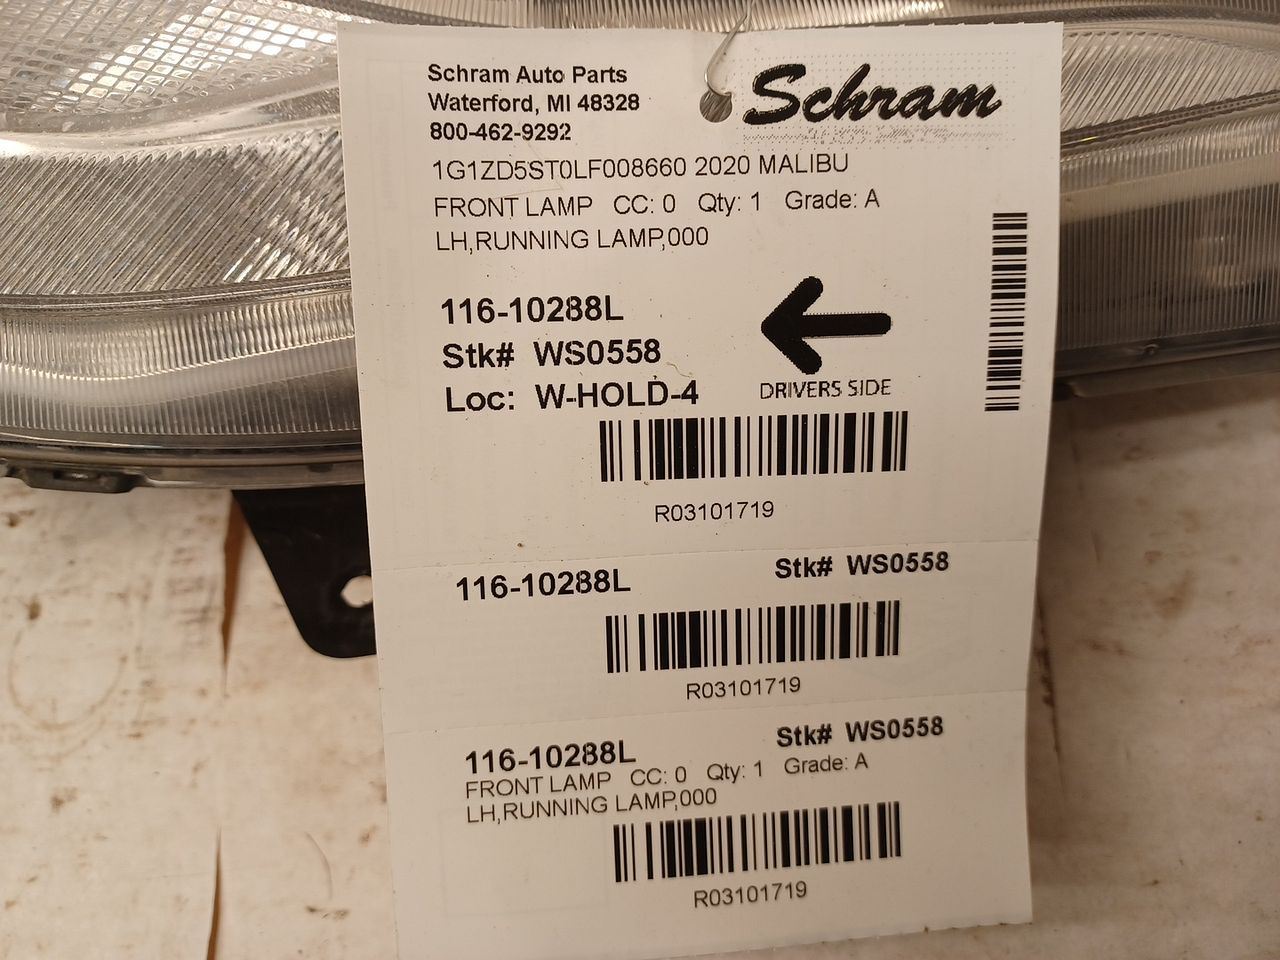 Schram Auto Parts
Waterford, MI 48328
800-462-9292
Schram
1G1ZD5ST0LF008660 2020 MALIBU
FRONT LAMP CC: 0 Qty: 1 Grade: A
LH,RUNNING LAMP,000
116-10288L
Stk# WS0558
Loc: W-HOLD-4
DRIVERS SIDE
R03101719
116-10288L Stk# WS0558
R03101719
116-10288L Stk# WS0558
FRONT LAMP CC: 0 Qty: 1 Grade: A
LH,RUNNING LAMP,000
R03101719